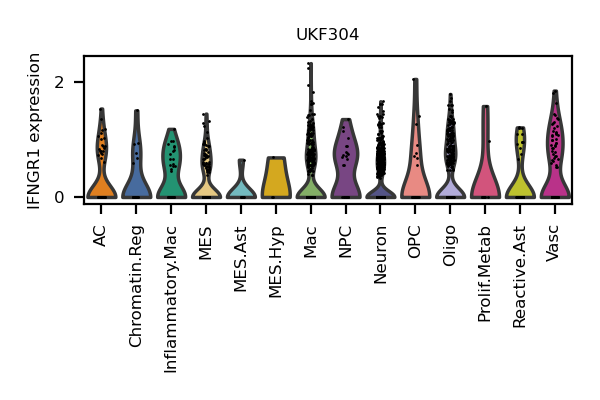 UKF304
IFNGR1 expression
2
0
AC
Chromatin.Reg
Inflammatory.Mac
MES
MES.Ast
MES.Hyp
Mac
NPC
Neuron
OPC
Oligo
Prolif.Metab
Reactive.Ast
Vasc